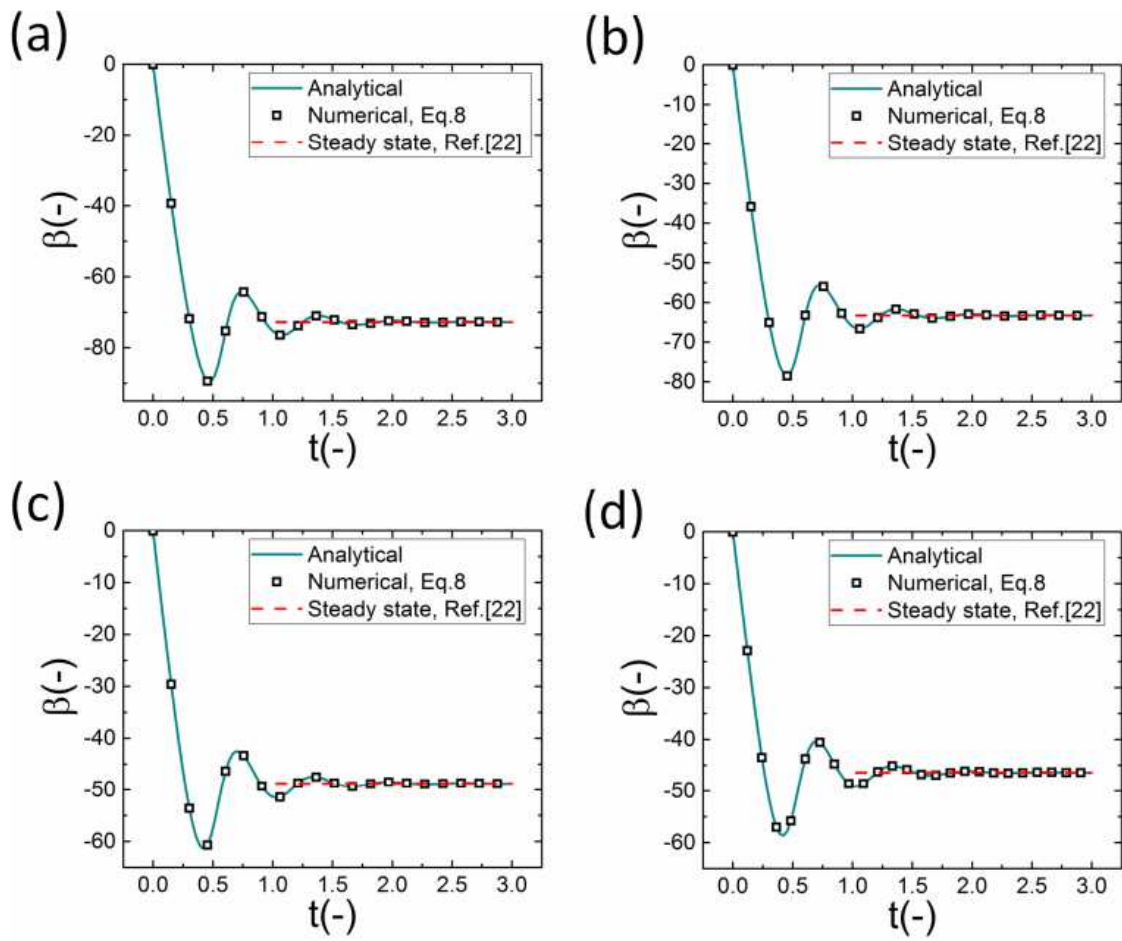 (a)
0
-20
-40
-60
-80
β(-)
Analytical
Numerical, Eq.8
Steady state, Ref.[22]
0.0 0.5 1.0 1.5 2.0 2.5 3.0
t(-)
(b)
0
-10
-20
-30
-40
-50
-60
-70
-80
β(-)
Analytical
Numerical, Eq.8
Steady state, Ref.[22]
0.0 0.5 1.0 1.5 2.0 2.5 3.0
t(-)
(c)
0
-10
-20
-30
-40
-50
-60
β(-)
Analytical
Numerical, Eq.8
Steady state, Ref.[22]
0.0 0.5 1.0 1.5 2.0 2.5 3.0
t(-)
(d)
0
-10
-20
-30
-40
-50
-60
β(-)
Analytical
Numerical, Eq.8
Steady state, Ref.[22]
0.0 0.5 1.0 1.5 2.0 2.5 3.0
t(-)